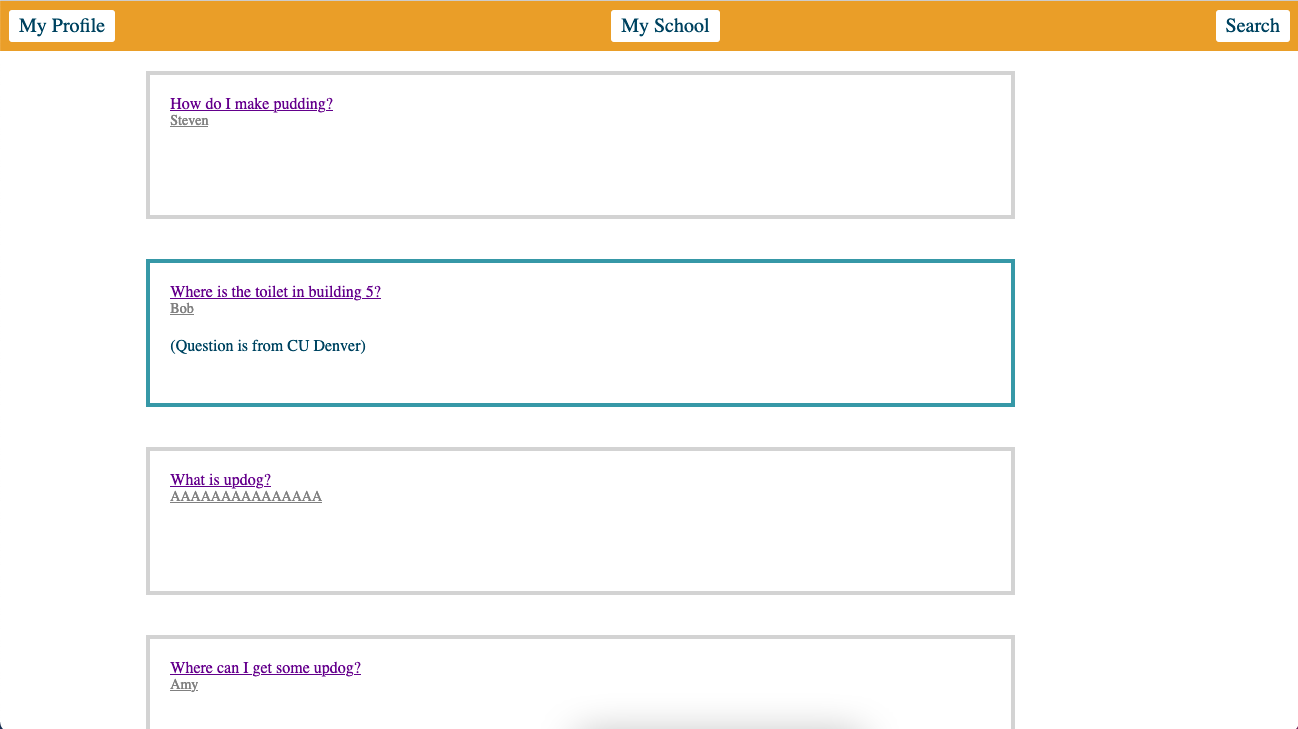 My Profile
My School
Search
How do I make pudding?
Steven
Where is the toilet in building 5?
Bob
(Question is from CU Denver)
What is updog?
AAAAAAAAAAAAAAA
Where can I get some updog?
Amy